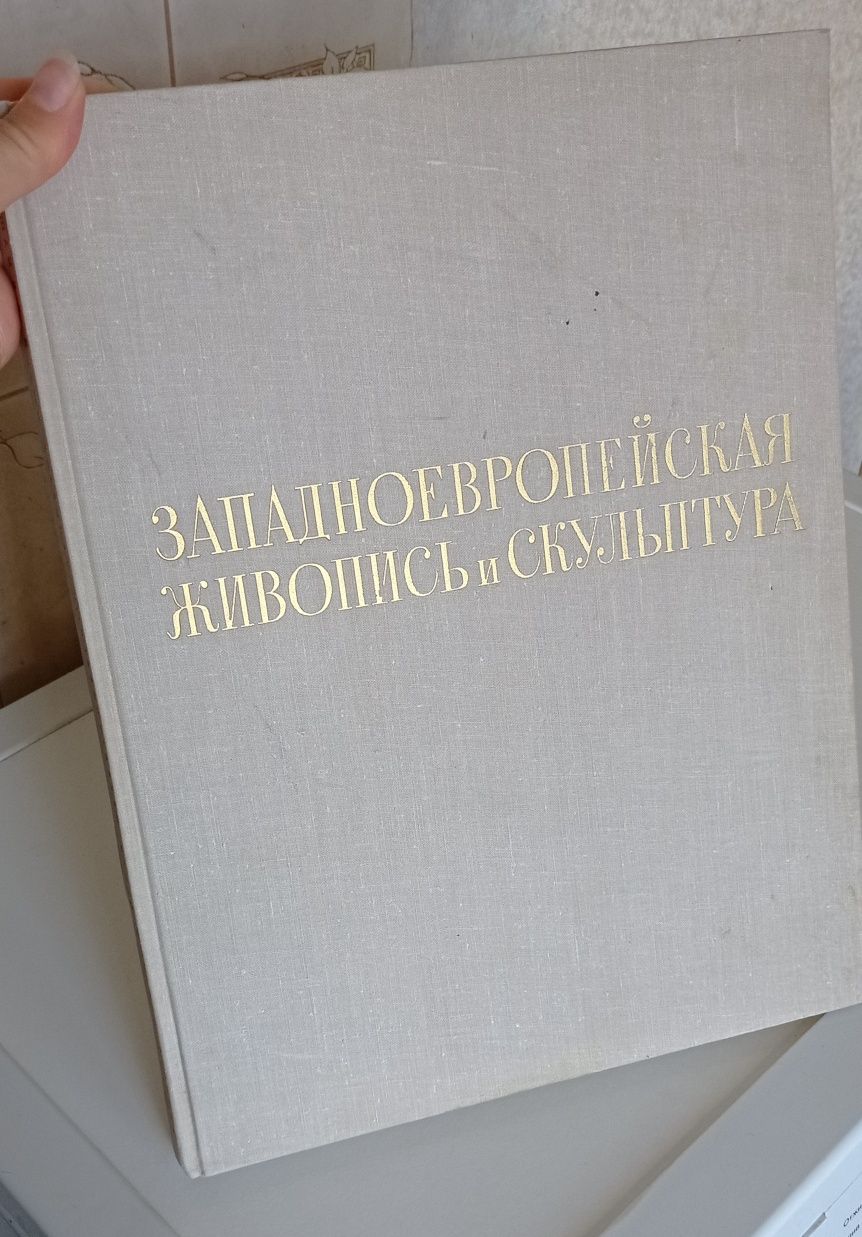 ЗАПАДНОЕВРОПЕЙСКАЯ
ЖИВОПИСЬ и СКУЛЬПТУРА